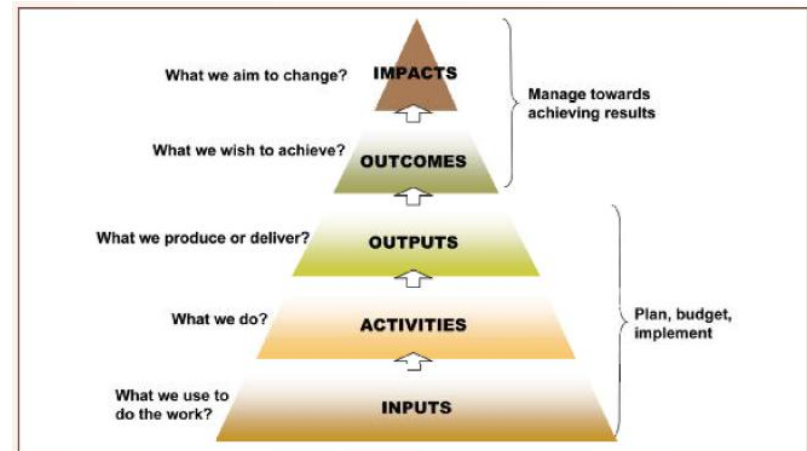 What we aim to change?
IMPACTS
Manage towards
achieving results
What we wish to achieve?
OUTCOMES
What we produce or deliver?
OUTPUTS
What we do?
ACTIVITIES
Plan, budget,
implement
What we use to
do the work?
INPUTS